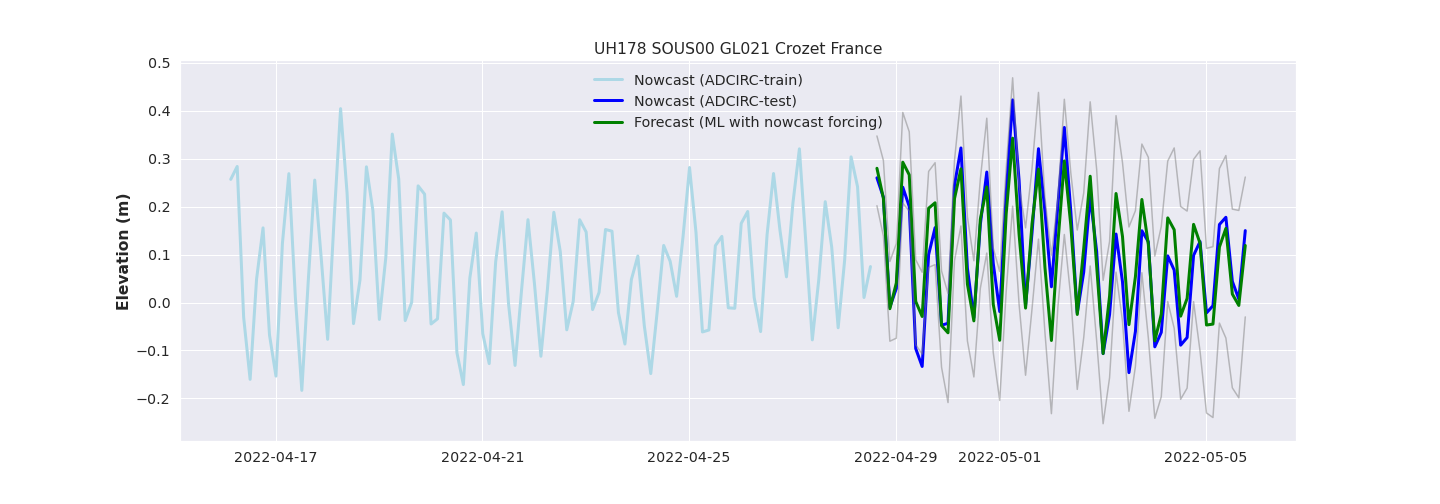 UH178 SOUS00 GL021 Crozet France
Nowcast (ADCIRC-train)
Nowcast (ADCIRC-test)
Forecast (ML with nowcast forcing)
Elevation (m)
0.5
0.4
0.3
0.2
0.1
0.0
−0.1
−0.2
2022-04-17 2022-04-21 2022-04-25 2022-04-29 2022-05-01 2022-05-05